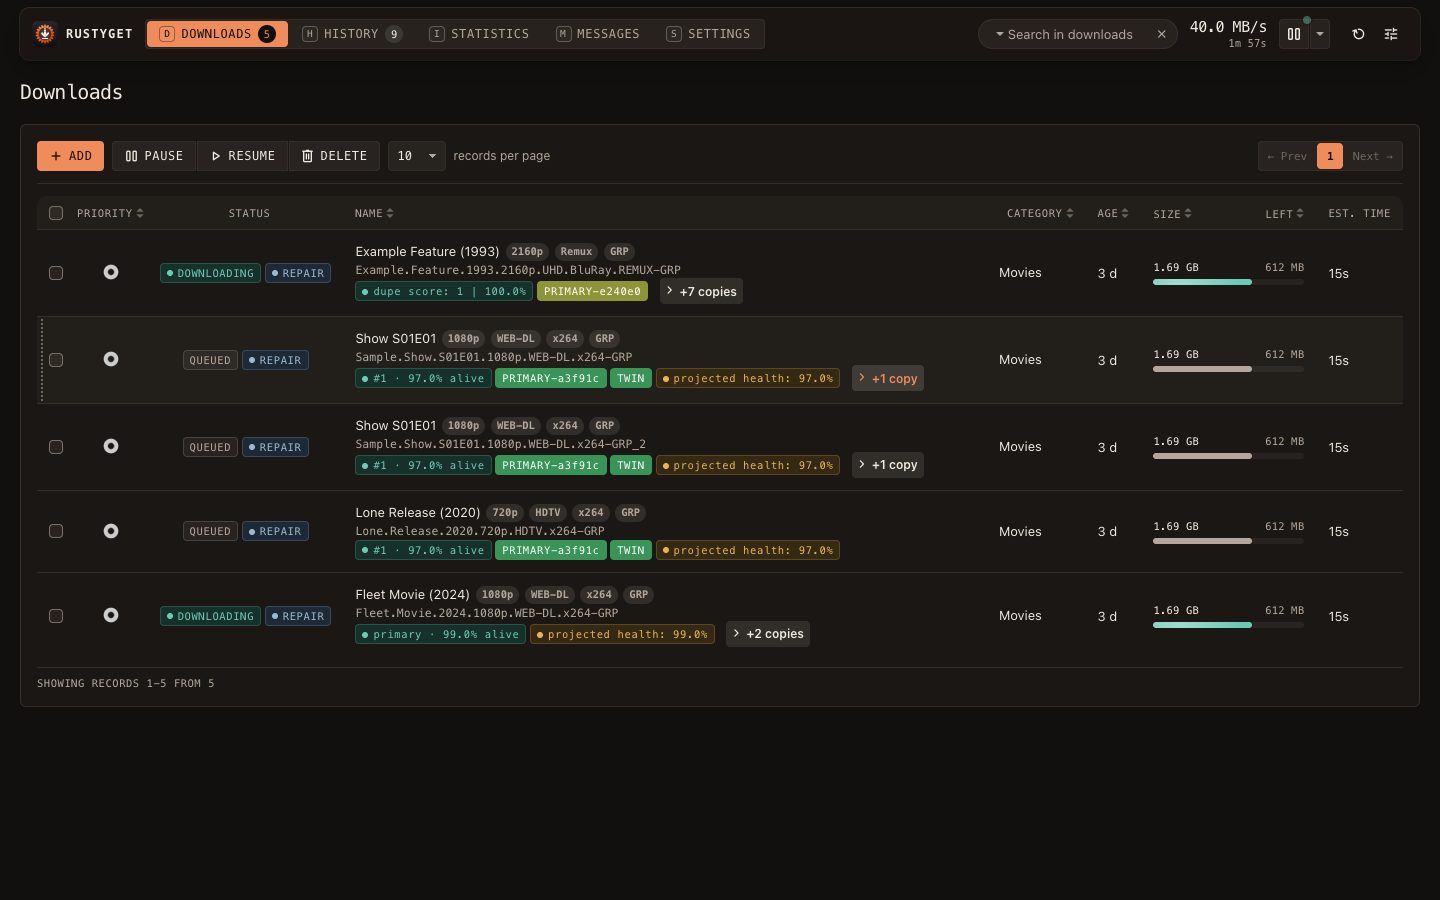 RUSTYGET D DOWNLOADS 5 H HISTORY 9 I STATISTICS M MESSAGES S SETTINGS Search in downloads 40.0 MB/s
1m 57s
Downloads
ADD PAUSE RESUME DELETE 10 records per page ← Prev 1 Next →
PRIORITY STATUS NAME CATEGORY AGE SIZE LEFT EST. TIME
Example Feature (1993) 2160p Remux GRP
Example.Feature.1993.2160p.UHD.BluRay.REMUX-GRP
DOWNLOADING REPAIR dupe score: 1 | 100.0% PRIMARY-e240e0 +7 copies Movies 3 d 1.69 GB 612 MB 15s
Show S01E01 1080p WEB-DL x264 GRP
Sample.Show.S01E01.1080p.WEB-DL.x264-GRP
QUEUED REPAIR #1 · 97.0% alive PRIMARY-a3f91c TWIN projected health: 97.0% +1 copy Movies 3 d 1.69 GB 612 MB 15s
Show S01E01 1080p WEB-DL x264 GRP
Sample.Show.S01E01.1080p.WEB-DL.x264-GRP_2
QUEUED REPAIR #1 · 97.0% alive PRIMARY-a3f91c TWIN projected health: 97.0% +1 copy Movies 3 d 1.69 GB 612 MB 15s
Lone Release (2020) 720p HDTV x264 GRP
Lone.Release.2020.720p.HDTV.x264-GRP
QUEUED REPAIR #1 · 97.0% alive PRIMARY-a3f91c TWIN projected health: 97.0% Movies 3 d 1.69 GB 612 MB 15s
Fleet Movie (2024) 1080p WEB-DL x264 GRP
Fleet.Movie.2024.1080p.WEB-DL.x264-GRP
DOWNLOADING REPAIR primary · 99.0% alive projected health: 99.0% +2 copies Movies 3 d 1.69 GB 612 MB 15s
SHOWING RECORDS 1–5 FROM 5